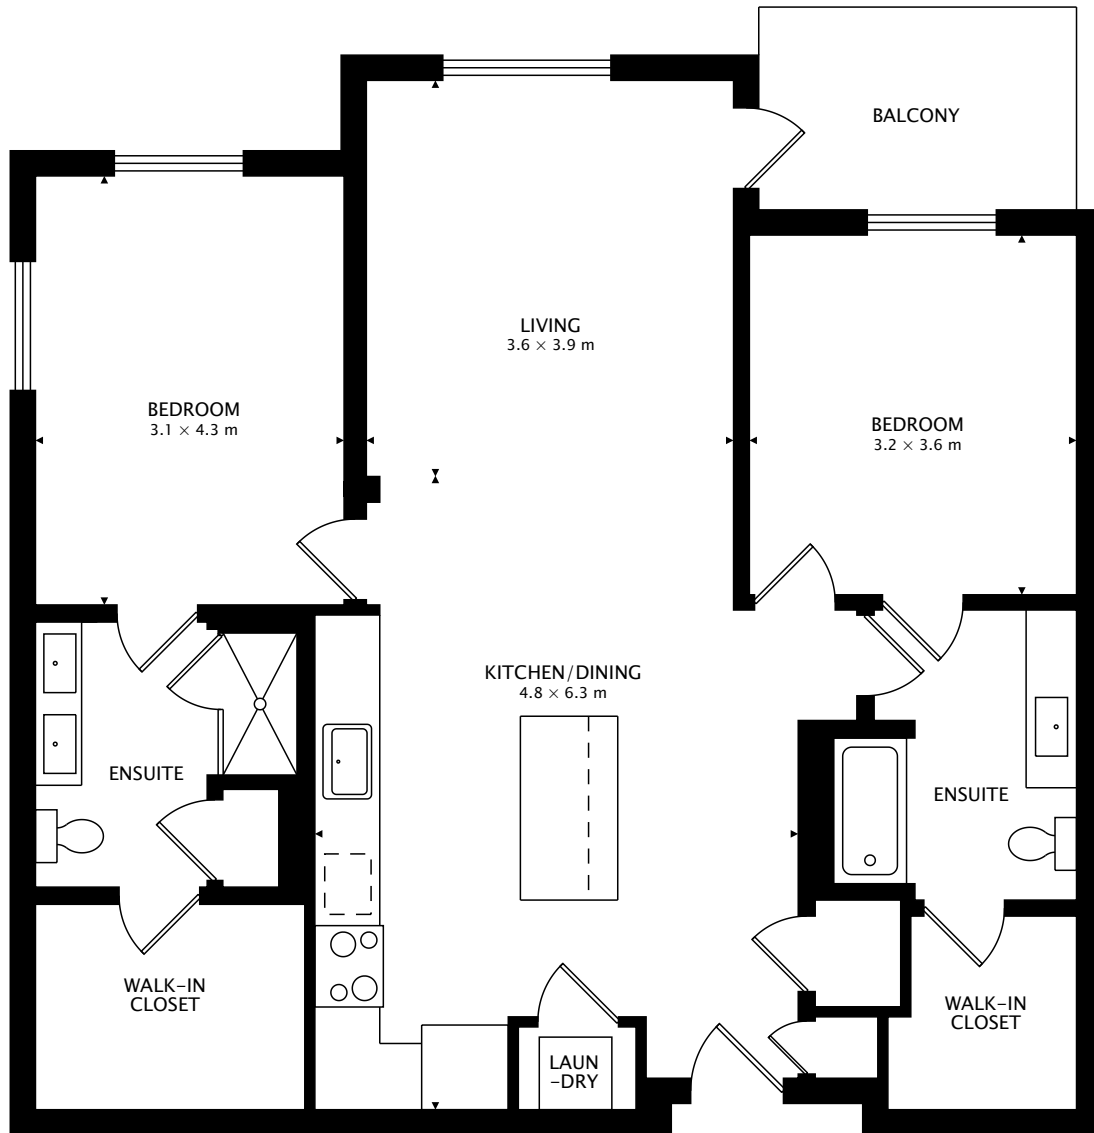 BALCONY
LIVING
3.6 × 3.9 m
BEDROOM
3.1 × 4.3 m
BEDROOM
3.2 × 3.6 m
KITCHEN/DINING
4.8 × 6.3 m
ENSUITE
ENSUITE
WALK-IN
CLOSET
WALK-IN
CLOSET
LAUN
-DRY